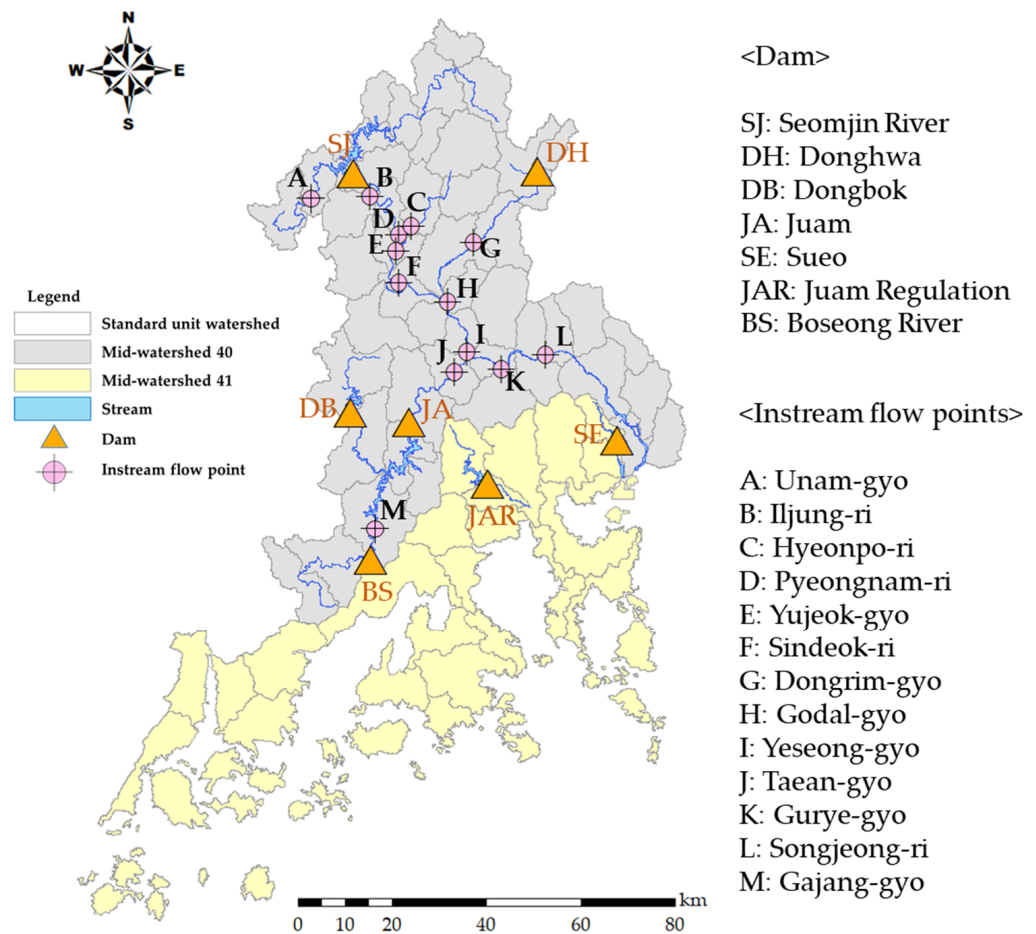 N
W E
S
SJ
DH
A
B
C
D
E
G
F
H
I
J
L
K
DB
JA
SE
JAR
M
BS
Legend
Standard unit watershed
Mid-watershed 40
Mid-watershed 41
Stream
Dam
Instream flow point
km
0 10 20 40 60 80
<Dam>
SJ: Seomjin River
DH: Donghwa
DB: Dongbok
JA: Juam
SE: Sueo
JAR: Juam Regulation
BS: Boseong River
<Instream flow points>
A: Unam-gyo
B: Iljung-ri
C: Hyeonpo-ri
D: Pyeongnam-ri
E: Yujeok-gyo
F: Sindeok-ri
G: Dongrim-gyo
H: Godal-gyo
I: Yeseong-gyo
J: Taean-gyo
K: Gurye-gyo
L: Songjeong-ri
M: Gajang-gyo